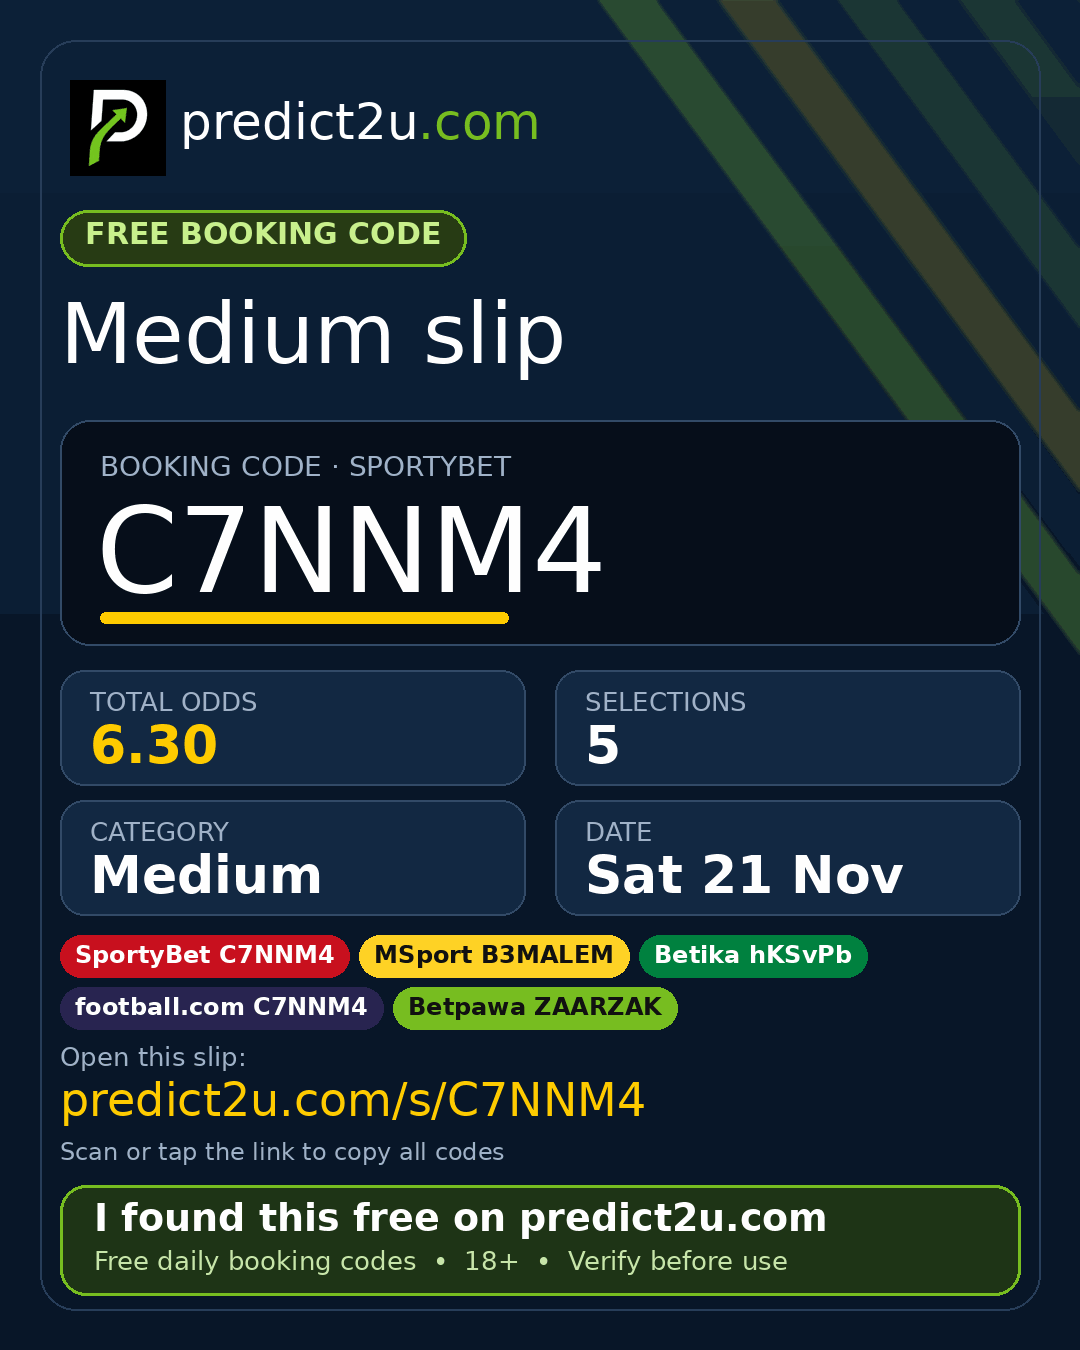 predict2u.com
FREE BOOKING CODE
Medium slip
BOOKING CODE · SPORTYBET
C7NNM4
TOTAL ODDS
6.30
SELECTIONS
5
CATEGORY
Medium
DATE
Sat 21 Nov
SportyBet C7NNM4
MSport B3MALEM
Betika hKSvPb
football.com C7NNM4
Betpawa ZAARZAK
Open this slip:
predict2u.com/s/C7NNM4
Scan or tap the link to copy all codes
I found this free on predict2u.com
Free daily booking codes • 18+ • Verify before use